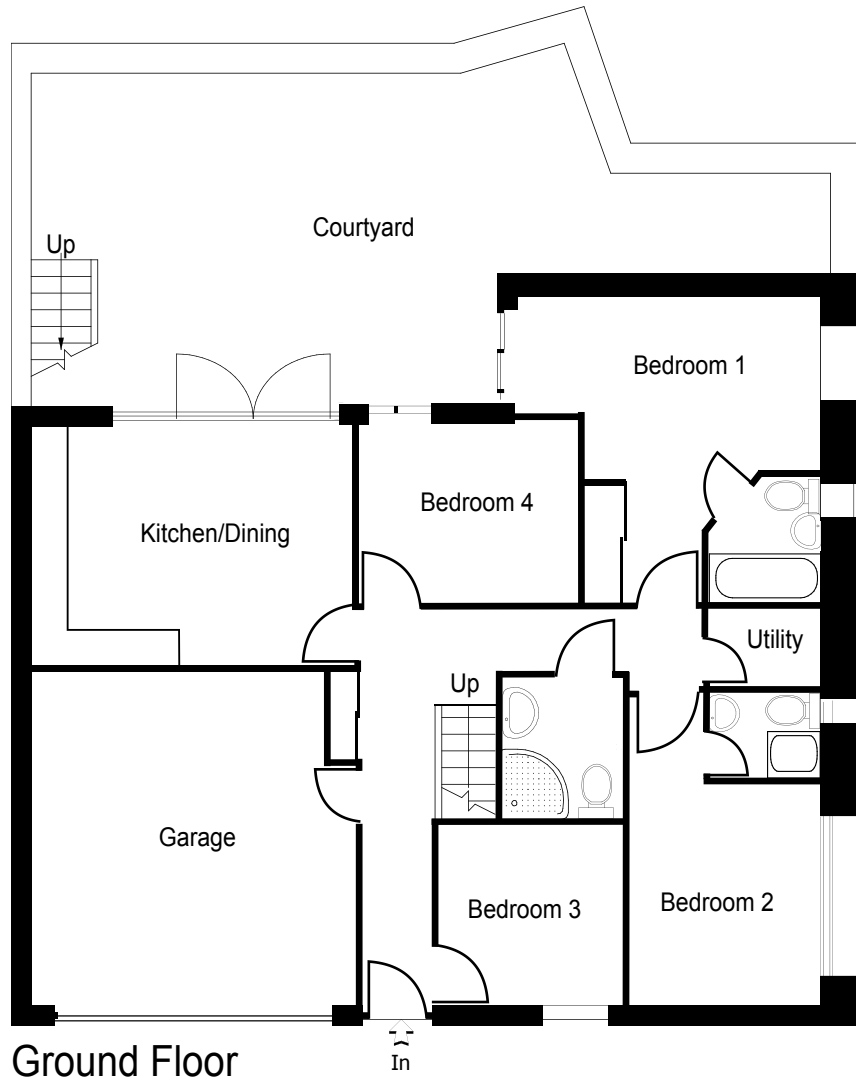 Courtyard
Up
Bedroom 1
Bedroom 4
Kitchen/Dining
Utility
Up
Garage
Bedroom 3
Bedroom 2
Ground Floor
In